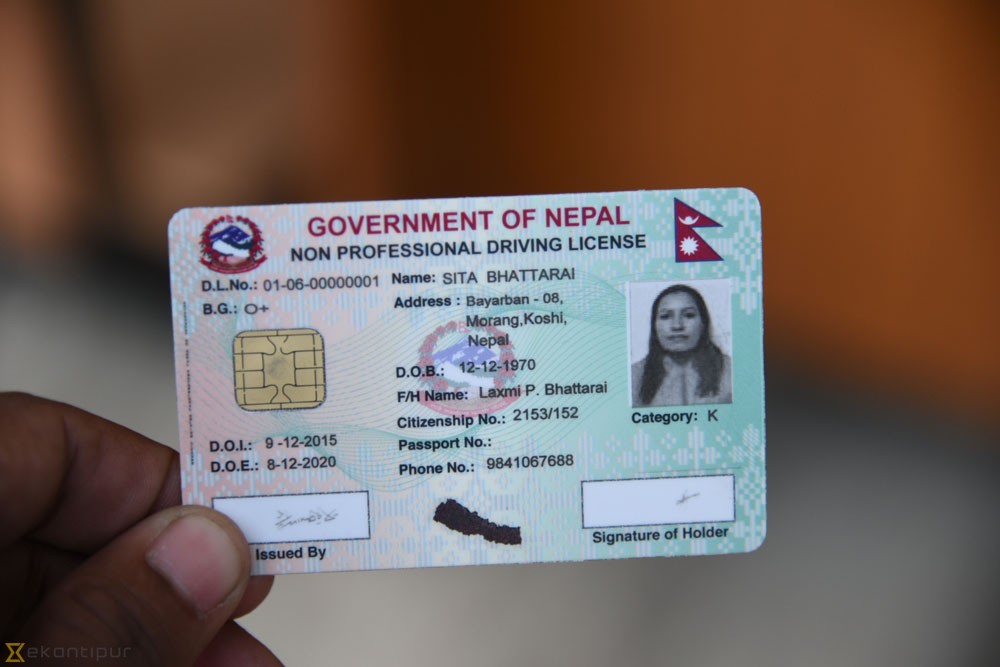 GOVERNMENT OF NEPAL
NON PROFESSIONAL DRIVING LICENSE
D.L.No.: 01-06-00000001
B.G.: O+
Name: SITA BHATTARAI
Address : Bayarban - 08,
Morang,Koshi,
Nepal
D.O.B.: 12-12-1970
F/H Name: Laxmi P. Bhattarai
Citizenship No.: 2153/152
Passport No.:
Phone No.: 9841067688
Category: K
D.O.I.: 9 -12-2015
D.O.E.: 8-12-2020
Issued By
Signature of Holder
ekantipur